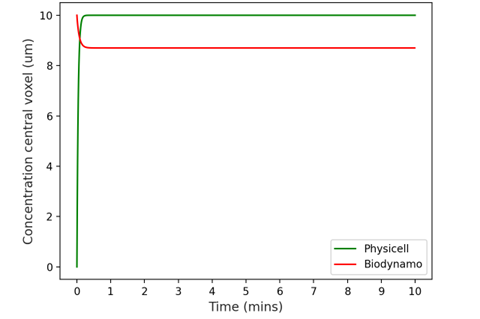 10
8
6
4
2
0
Concentration central voxel (um)
Physicell
Biodynamo
0 1 2 3 4 5 6 7 8 9 10
Time (mins)